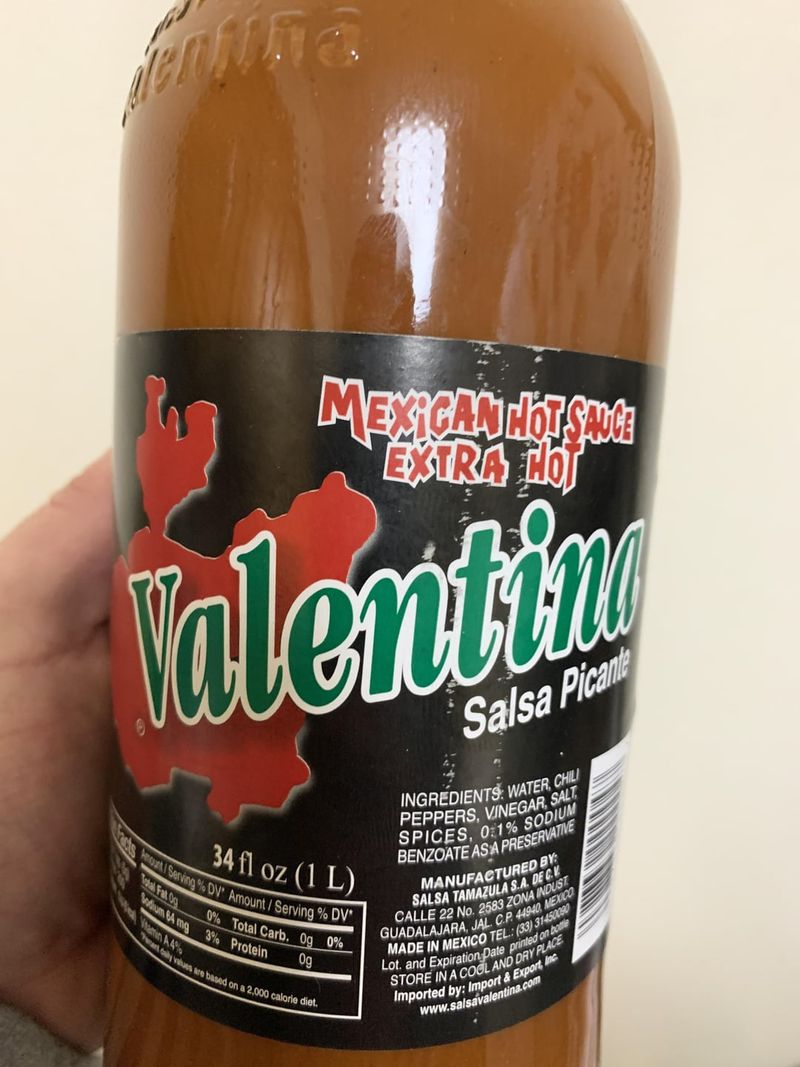 Valentina
MEXICAN HOT SAUCE
EXTRA HOT
Valentina
®
Salsa Picante
INGREDIENTS: WATER, CHILI
PEPPERS, VINEGAR, SALT,
SPICES, 0.1% SODIUM
BENZOATE AS A PRESERVATIVE
MANUFACTURED BY:
SALSA TAMAZULA S.A. DE C.V.
CALLE 22 No. 2583 ZONA INDUST.
GUADALAJARA, JAL. C.P. 44940, MEXICO.
MADE IN MEXICO TEL.: (33) 31450090
Lot. and Expiration Date printed on bottle
STORE IN A COOL AND DRY PLACE.
Imported by: Import & Export, Inc.
www.salsavalentina.com
34 fl oz (1 L)
Facts
Amount / Serving % DV* Amount / Serving % DV*
Total Fat 0g 0% Total Carb. 0g 0%
Sodium 64 mg 3% Protein 0g
Vitamin A 4%
*Percent daily values are based on a 2,000 calorie diet.